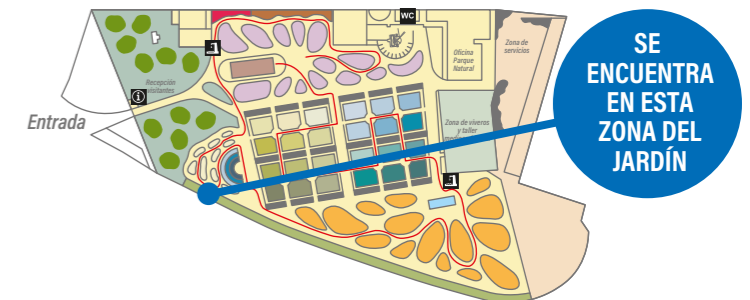 WC
Oficina
Parque
Natural
Zona de
servicios
Recepción
visitantes
i
Entrada
Zona de viveros
y taller
SE
ENCUENTRA
EN ESTA
ZONA DEL
JARDÍN